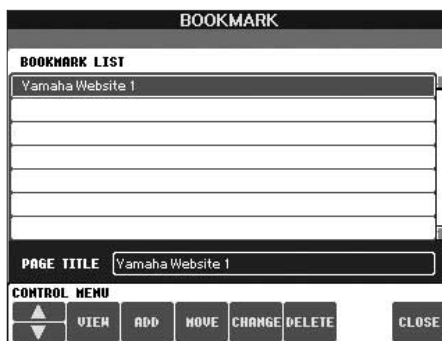 BOOKMARK
BOOKMARK LIST
Yamaha Website 1
PAGE TITLE Yamaha Website 1
CONTROL MENU
VIEW ADD MOVE CHANGE DELETE CLOSE